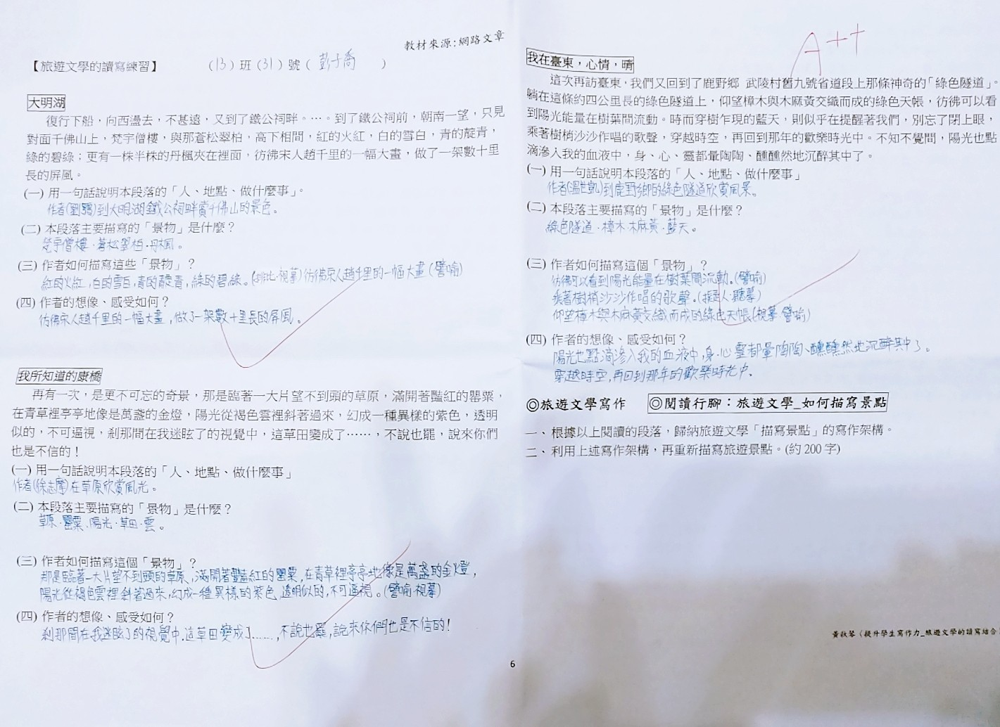 教材來源:網路文章
【旅遊文學的讀寫練習】 （13）班（31）號（ 彭子喬 ）
大明湖
復行下船，向西盪去，不甚遠，又到了鐵公祠畔。…。到了鐵公祠前，朝南一望，只見
對面千佛山上，梵宇僧樓，與那蒼松翠柏，高下相間，紅的火紅，白的雪白，青的靛青，
綠的碧綠；更有一株半株的丹楓夾在裡面，彷彿宋人趙千里的一幅大畫，做了一架數十里
長的屏風。
(一) 用一句話說明本段落的「人、地點、做什麼事」。
作者(劉鶚)到大明湖鐵公祠畔賞千佛山的景色。
(二) 本段落主要描寫的「景物」是什麼？
梵宇僧樓、蒼松翠柏、丹楓。
(三) 作者如何描寫這些「景物」？
紅的火紅,白的雪白,青的靛青,綠的碧綠。(排比、視摹)彷彿宋人趙千里的一幅大畫(譬喻)
(四) 作者的想像、感受如何？
彷彿宋人趙千里的一幅大畫,做了一架數十里長的屏風。
我所知道的康橋
再有一次，是更不可忘的奇景，那是臨著一大片望不到頭的草原，滿開著豔紅的罌粟，
在青草裡亭亭地像是萬盞的金燈，陽光從褐色雲裡斜著過來，幻成一種異樣的紫色，透明
似的，不可逼視，剎那間在我迷眩了的視覺中，這草田變成了……，不說也罷，說來你們
也是不信的！
(一) 用一句話說明本段落的「人、地點、做什麼事」
作者(徐志摩)在草原欣賞風光。
(二) 本段落主要描寫的「景物」是什麼？
草原、罌粟、陽光、草田、雲。
(三) 作者如何描寫這個「景物」？
那是臨著一大片望不到頭的草原,滿開著豔紅的罌粟,在青草裡亭亭地像是萬盞的金燈,
陽光從褐色雲裡斜著過來,幻成一種異樣的紫色,透明似的,不可逼視。(譬喻、視摹)
(四) 作者的想像、感受如何？
剎那間在我迷眩了的視覺中,這草田變成了......,不說也罷,說來你們也是不信的!
6
A++
我在臺東，心情，晴
這次再訪臺東，我們又回到了鹿野鄉 武陵村舊九號省道段上那條神奇的「綠色隧道」。
躺在這條約四公里長的綠色隧道上，仰望樟木與木麻黃交織而成的綠色天帳，彷彿可以看
到陽光能量在樹葉間流動。時而穿樹乍現的藍天，則似乎在提醒著我們，別忘了閉上眼，
乘著樹梢沙沙作唱的歌聲，穿越時空，再回到那年的歡樂時光中。不知不覺間，陽光也點
滴滲入我的血液中，身、心、靈都暈陶陶、醺醺然地沉醉其中了。
(一) 用一句話說明本段落的「人、地點、做什麼事」
作者(溫世凱)到鹿野鄉的綠色隧道欣賞風景。
(二) 本段落主要描寫的「景物」是什麼？
綠色隧道、樟木、木麻黃、藍天。
(三) 作者如何描寫這個「景物」？
彷彿可以看到陽光能量在樹葉間流動。(譬喻)
乘著樹梢沙沙作唱的歌聲。(擬人、聽摹)
仰望樟木與木麻黃交織而成的綠色天帳(視摹、譬喻)
(四) 作者的想像、感受如何？
陽光也點滴滲入我的血液中,身、心、靈都暈陶陶、醺醺然地沉醉其中了。
穿越時空,再回到那年的歡樂時光中。
◎旅遊文學寫作 ◎閱讀行聊：旅遊文學_如何描寫景點
一、根據以上閱讀的段落，歸納旅遊文學「描寫景點」的寫作架構。
二、利用上述寫作架構，再重新描寫旅遊景點。(約 200 字)
黃秋琴〈提升學生寫作力_旅遊文學的讀寫結合